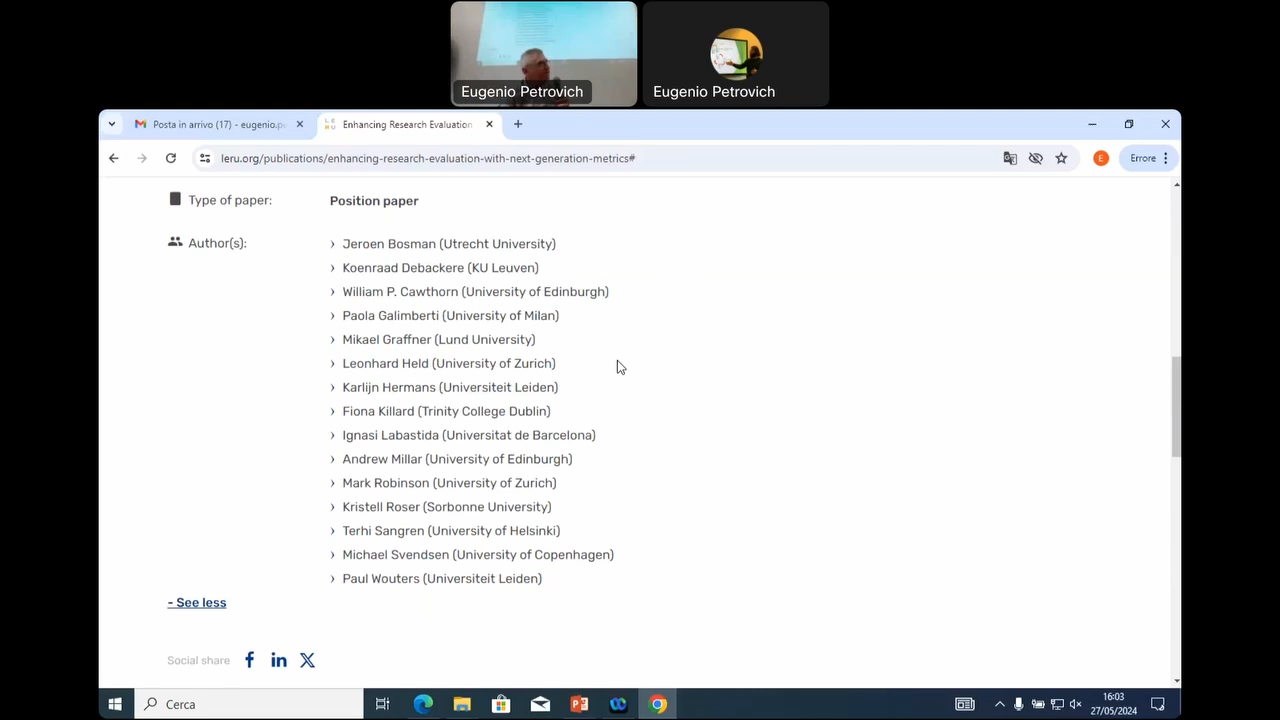 Eugenio Petrovich
Eugenio Petrovich
Posta in arrivo (17) - eugenio.p
Enhancing Research Evaluation
leru.org/publications/enhancing-research-evaluation-with-next-generation-metrics#
E
Errore
Type of paper:
Position paper
Author(s):
› Jeroen Bosman (Utrecht University)
› Koenraad Debackere (KU Leuven)
› William P. Cawthorn (University of Edinburgh)
› Paola Galimberti (University of Milan)
› Mikael Graffner (Lund University)
› Leonhard Held (University of Zurich)
› Karlijn Hermans (Universiteit Leiden)
› Fiona Killard (Trinity College Dublin)
› Ignasi Labastida (Universitat de Barcelona)
› Andrew Millar (University of Edinburgh)
› Mark Robinson (University of Zurich)
› Kristell Roser (Sorbonne University)
› Terhi Sangren (University of Helsinki)
› Michael Svendsen (University of Copenhagen)
› Paul Wouters (Universiteit Leiden)
- See less
Social share
Cerca
16:03
27/05/2024